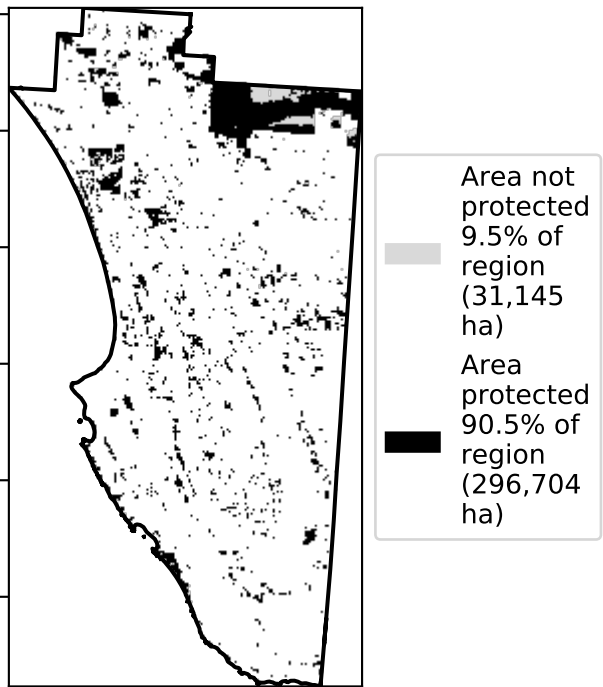 Area not
protected
9.5% of
region
(31,145
ha)
Area
protected
90.5% of
region
(296,704
ha)